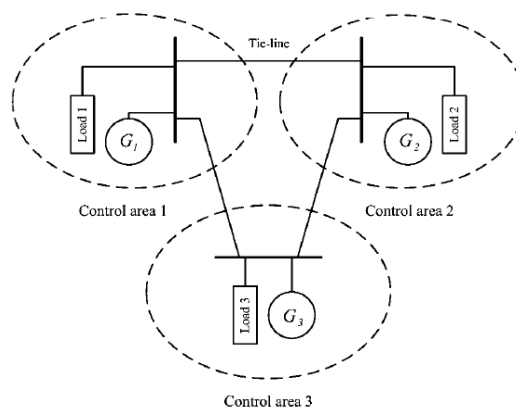 Tie-line
Load 1
G1
G2
Load 2
Control area 1
Control area 2
Load 3
G3
Control area 3